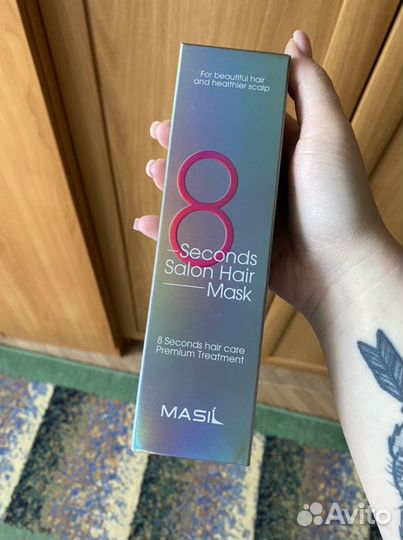 For beautiful hair
and healthier scalp
8
Seconds
Salon Hair
Mask
8 Seconds hair care
Premium Treatment
MASIL
Avito